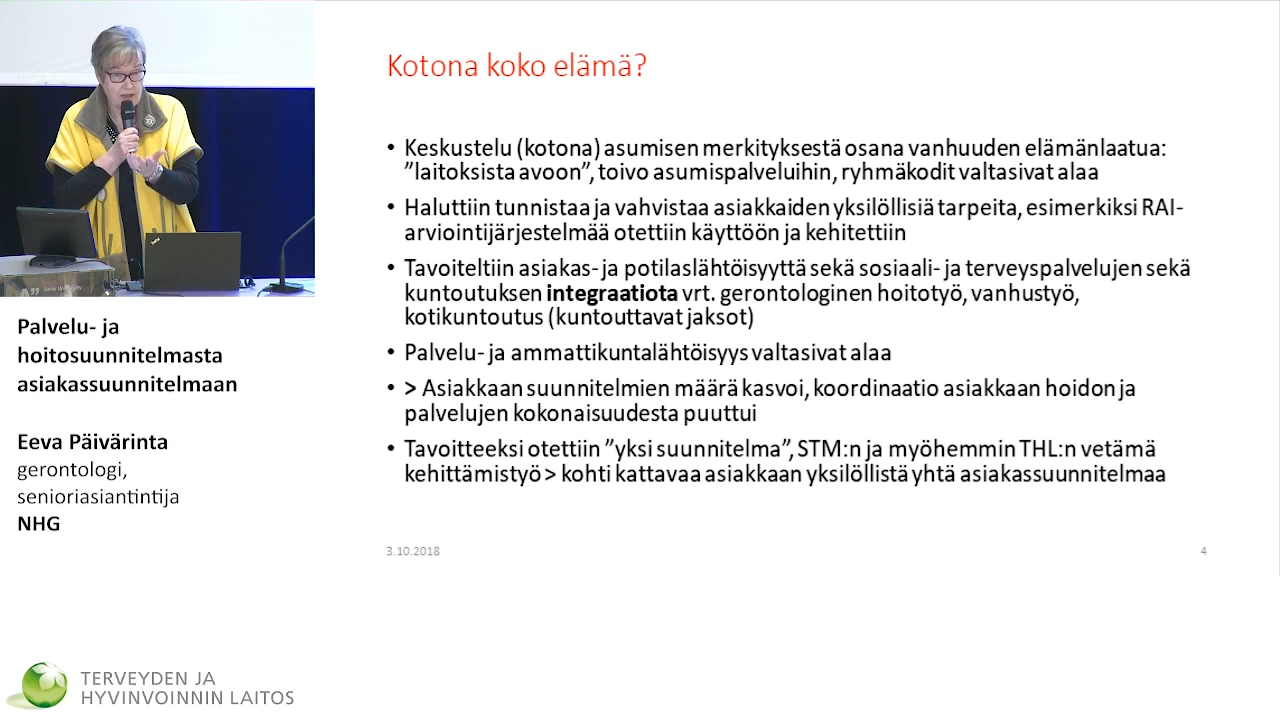 Kotona koko elämä?
• Keskustelu (kotona) asumisen merkityksestä osana vanhuuden elämänlaatua:
”laitoksista avoon”, toivo asumispalveluihin, ryhmäkodit valtasivat alaa
• Haluttiin tunnistaa ja vahvistaa asiakkaiden yksilöllisiä tarpeita, esimerkiksi RAI-
arviointijärjestelmää otettiin käyttöön ja kehitettiin
• Tavoiteltiin asiakas- ja potilaslähtöisyyttä sekä sosiaali- ja terveyspalvelujen sekä
kuntoutuksen integraatiota vrt. gerontologinen hoitotyö, vanhustyö,
kotikuntoutus (kuntouttavat jaksot)
• Palvelu- ja ammattikuntalähtöisyys valtasivat alaa
• > Asiakkaan suunnitelmien määrä kasvoi, koordinaatio asiakkaan hoidon ja
palvelujen kokonaisuudesta puuttui
• Tavoitteeksi otettiin ”yksi suunnitelma”, STM:n ja myöhemmin THL:n vetämä
kehittämistyö > kohti kattavaa asiakkaan yksilöllistä yhtä asiakassuunnitelmaa
3.10.2018
4
Palvelu- ja
hoitosuunnitelmasta
asiakassuunnitelmaan
Eeva Päivärinta
gerontologi,
senioriasiantintija
NHG
TERVEYDEN JA
HYVINVOINNIN LAITOS